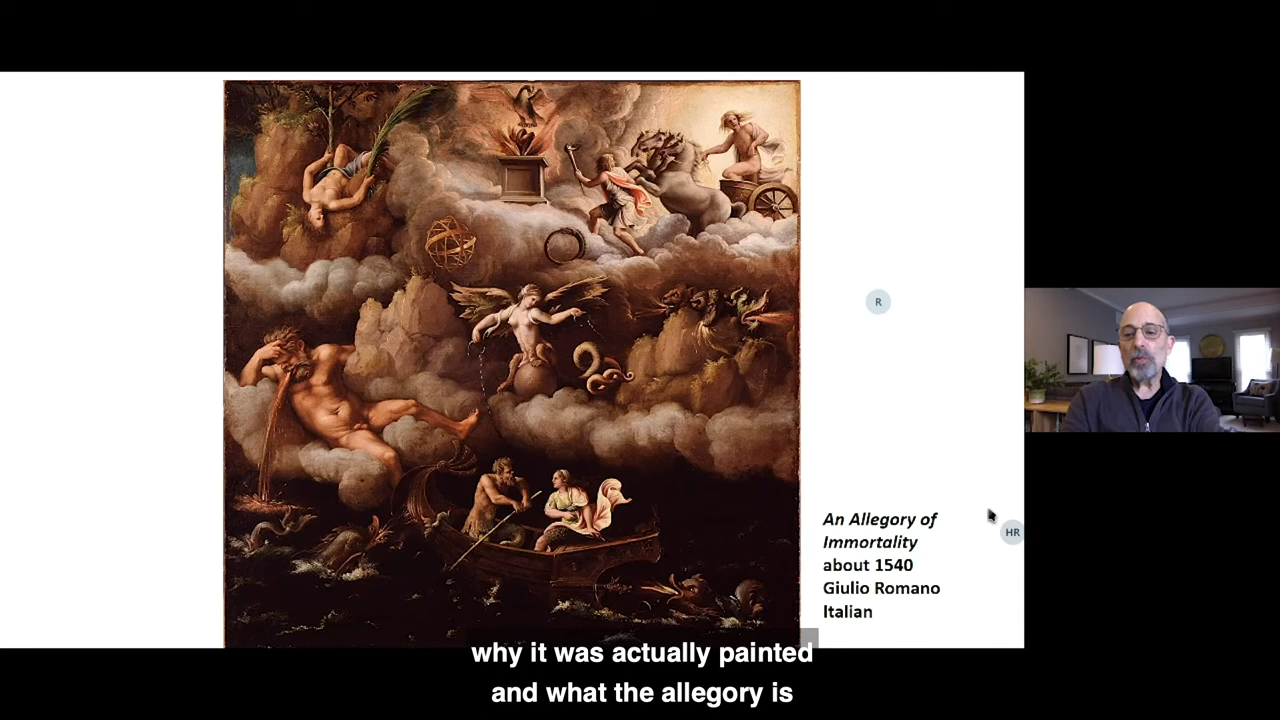 R
An Allegory of
Immortality
about 1540
Giulio Romano
Italian
HR
why it was actually painted
and what the allegory is